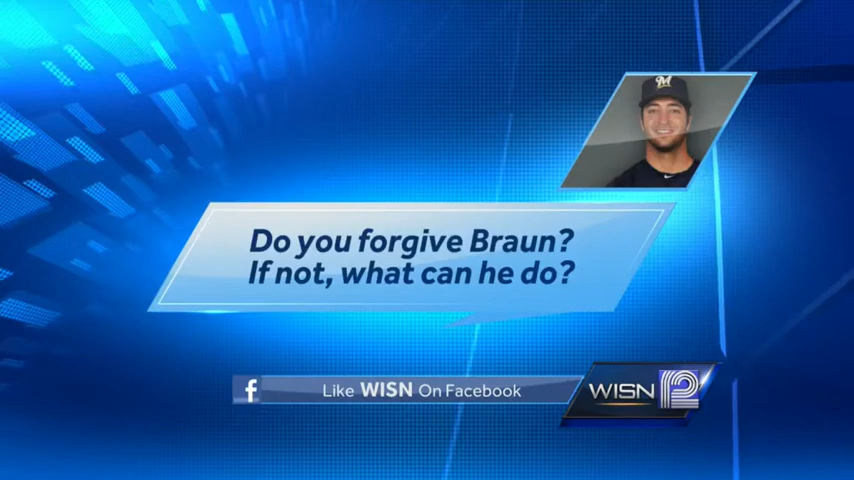 M
Do you forgive Braun?
If not, what can he do?
f Like WISN On Facebook
WISN 12